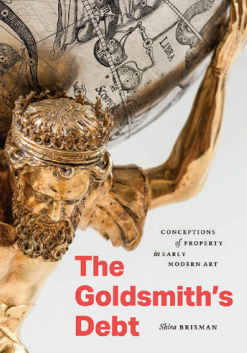 LIBRA
CONCEPTIONS
of PROPERTY
in EARLY
MODERN ART
The
Goldsmith's
Debt
Shira BRISMAN